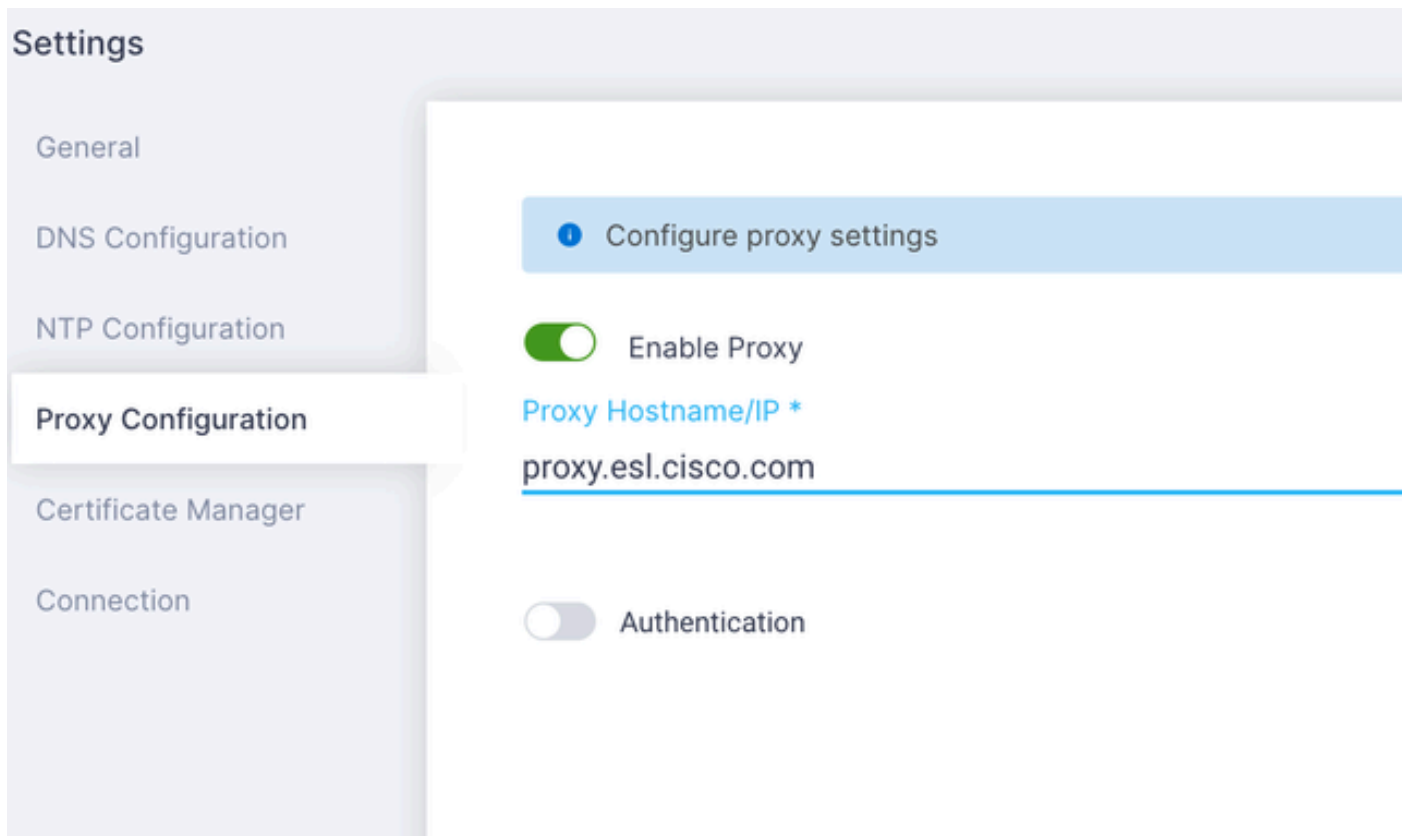 Settings
General
DNS Configuration
NTP Configuration
Proxy Configuration
Certificate Manager
Connection
Configure proxy settings
Enable Proxy
Proxy Hostname/IP *
proxy.esl.cisco.com
Authentication